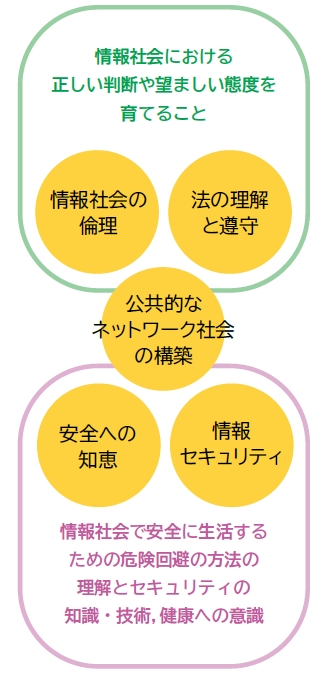 情報社会における
正しい判断や望ましい態度を
育てること
情報社会の
倫理
法の理解
と遵守
公共的な
ネットワーク社会
の構築
安全への
知恵
情報
セキュリティ
情報社会で安全に生活する
ための危険回避の方法の
理解とセキュリティの
知識・技術，健康への意識